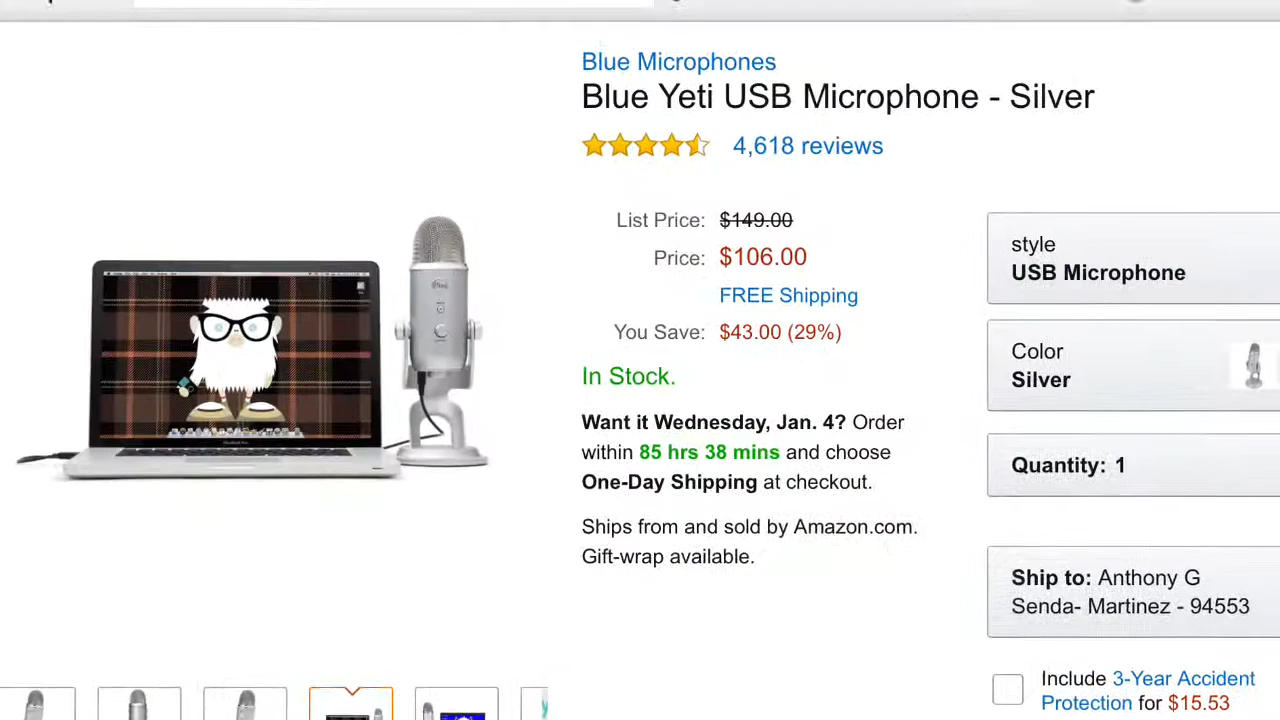 Blue Microphones
Blue Yeti USB Microphone - Silver
4,618 reviews
List Price: $149.00
Price: $106.00
FREE Shipping
You Save: $43.00 (29%)
In Stock.
Want it Wednesday, Jan. 4? Order
within 85 hrs 38 mins and choose
One-Day Shipping at checkout.
Ships from and sold by Amazon.com.
Gift-wrap available.
style
USB Microphone
Color
Silver
Quantity: 1
Ship to: Anthony G
Senda- Martinez - 94553
Include 3-Year Accident
Protection for $15.53